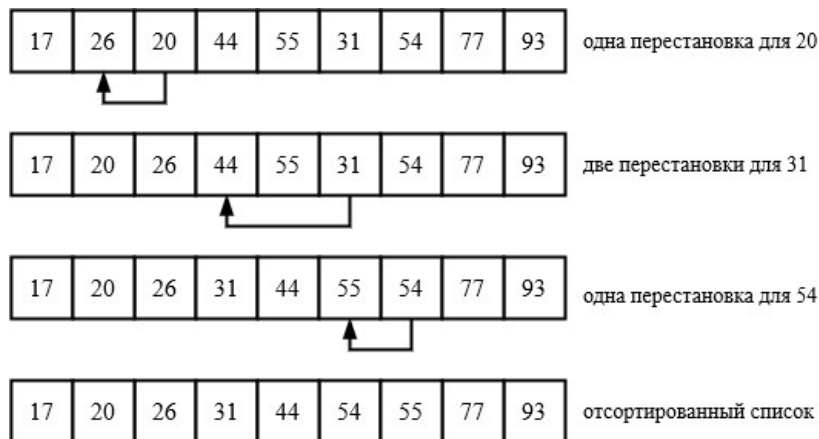 17 26 20 44 55 31 54 77 93 одна перестановка для 20
17 20 26 44 55 31 54 77 93 две перестановки для 31
17 20 26 31 44 55 54 77 93 одна перестановка для 54
17 20 26 31 44 54 55 77 93 отсортированный список